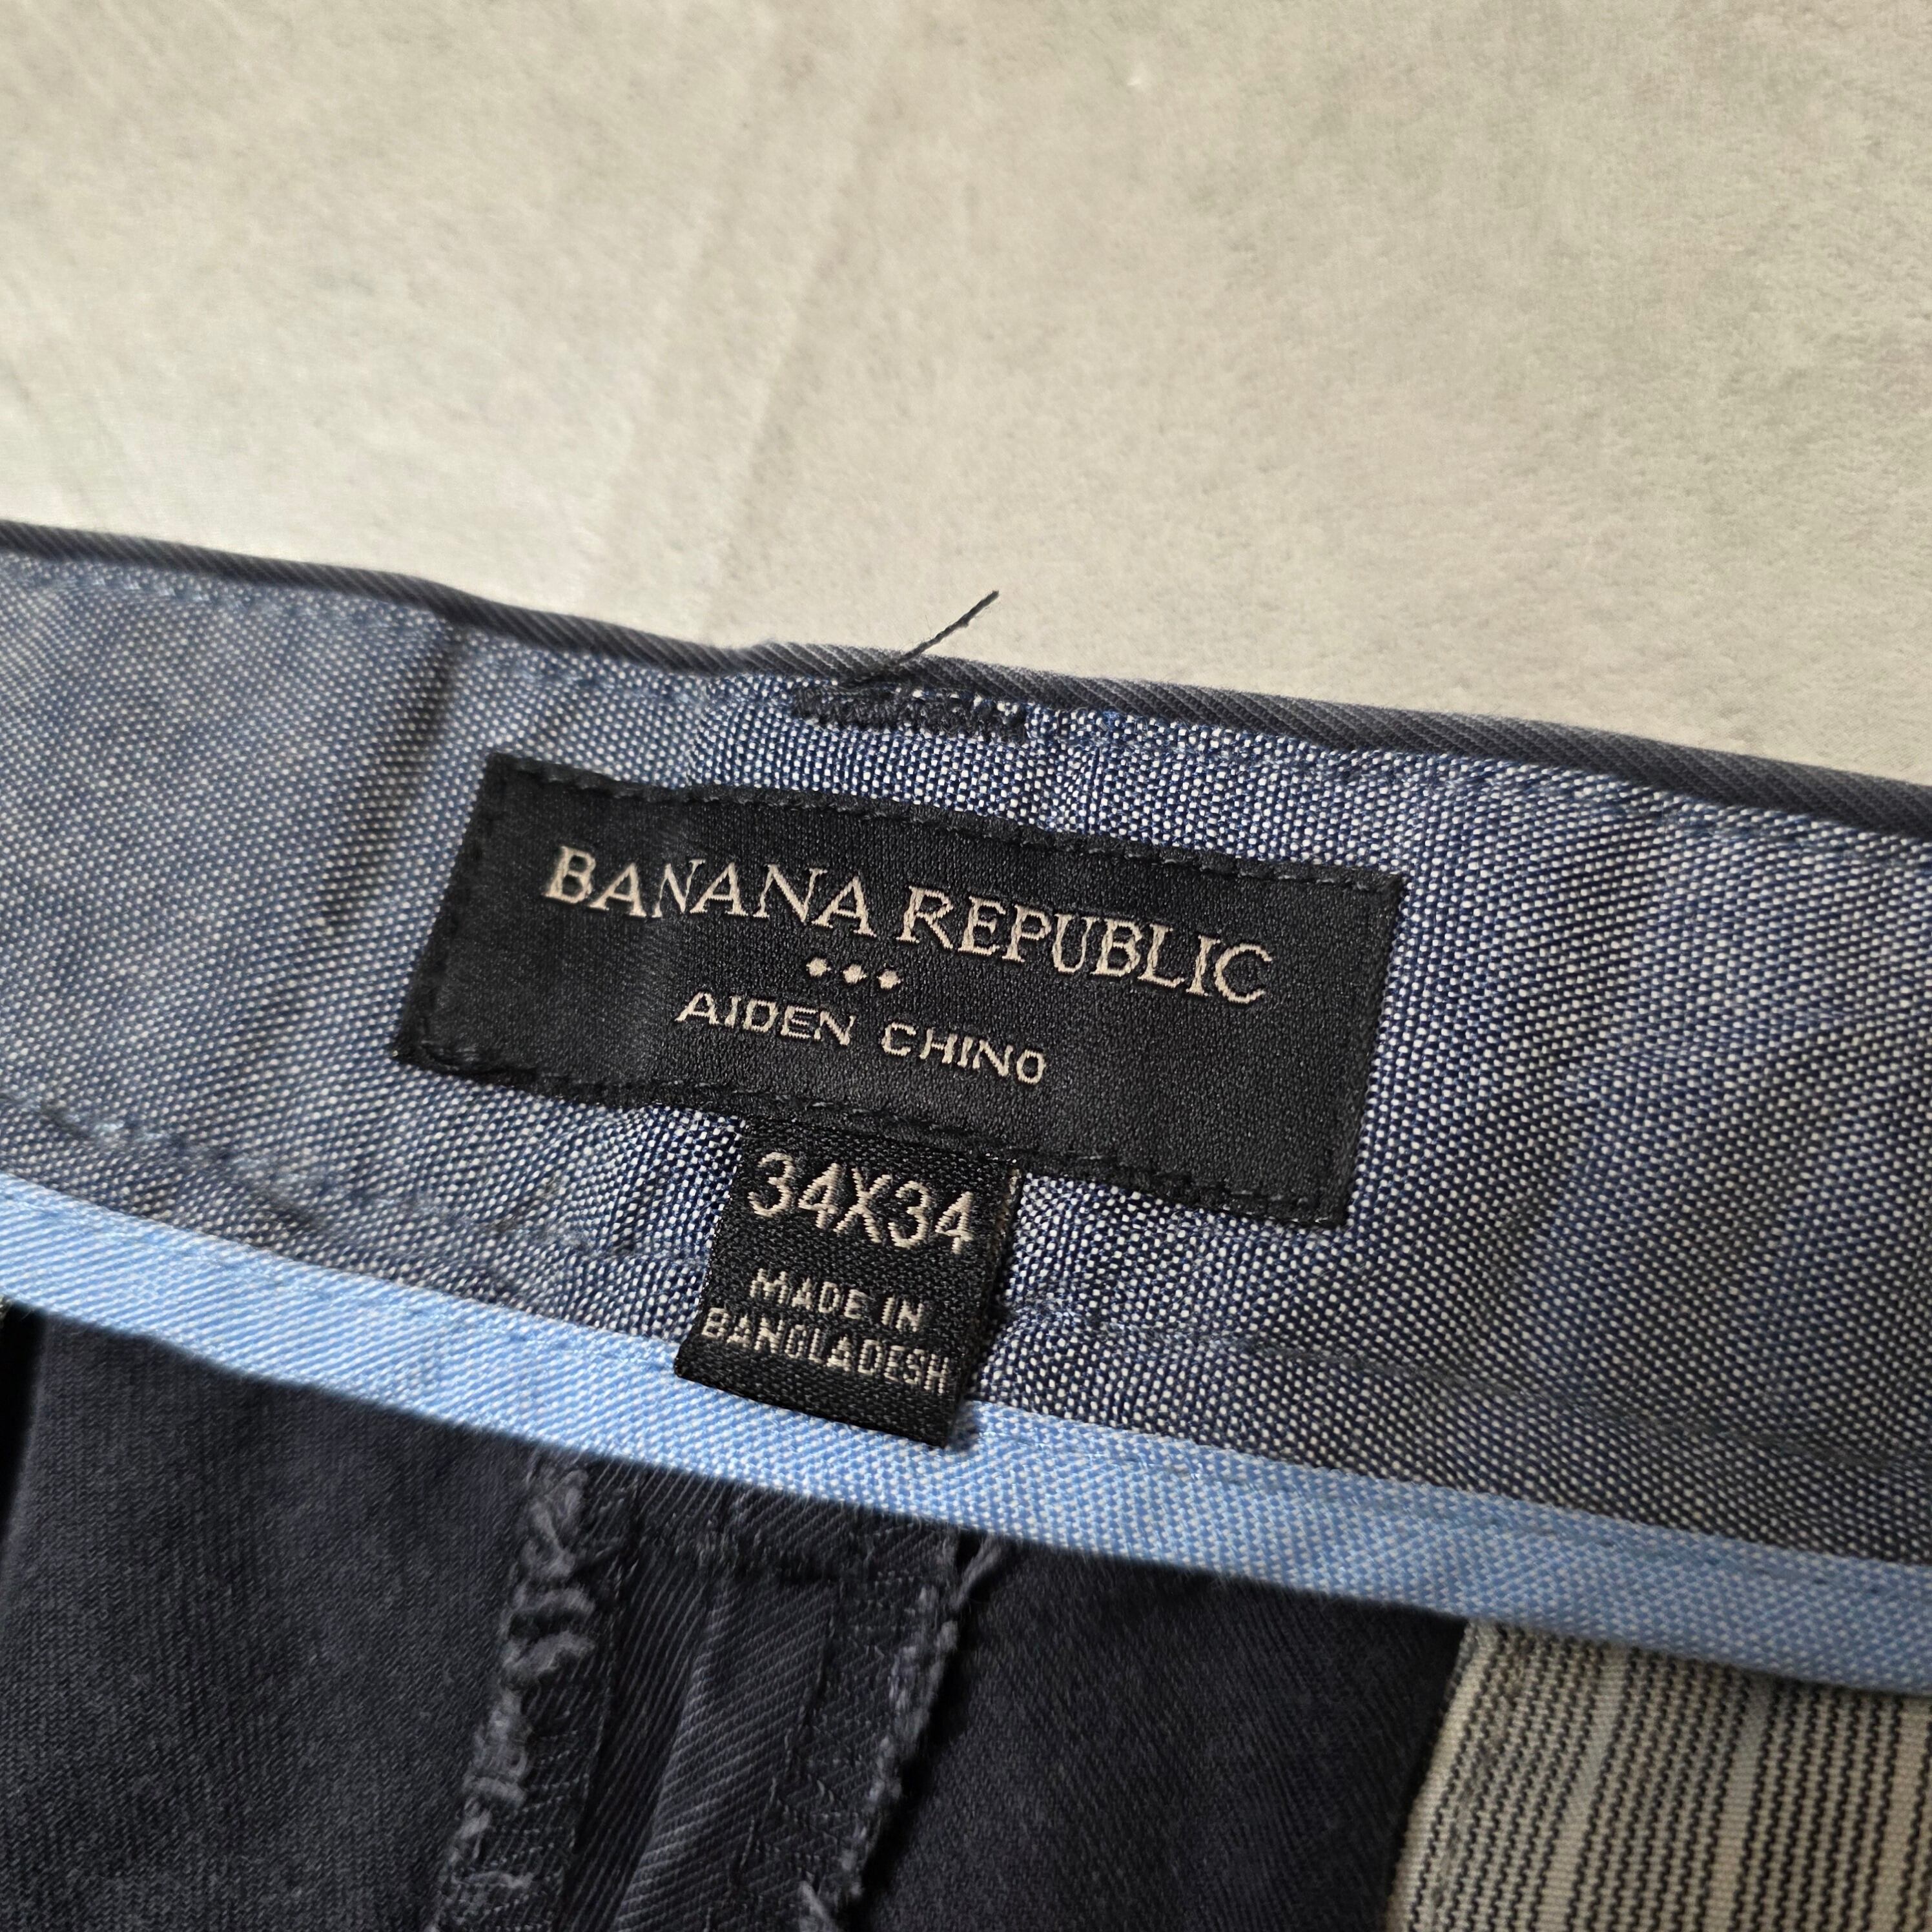 BANANA REPUBLIC
AIDEN CHINO
34X34
MADE IN
BANGLADESH